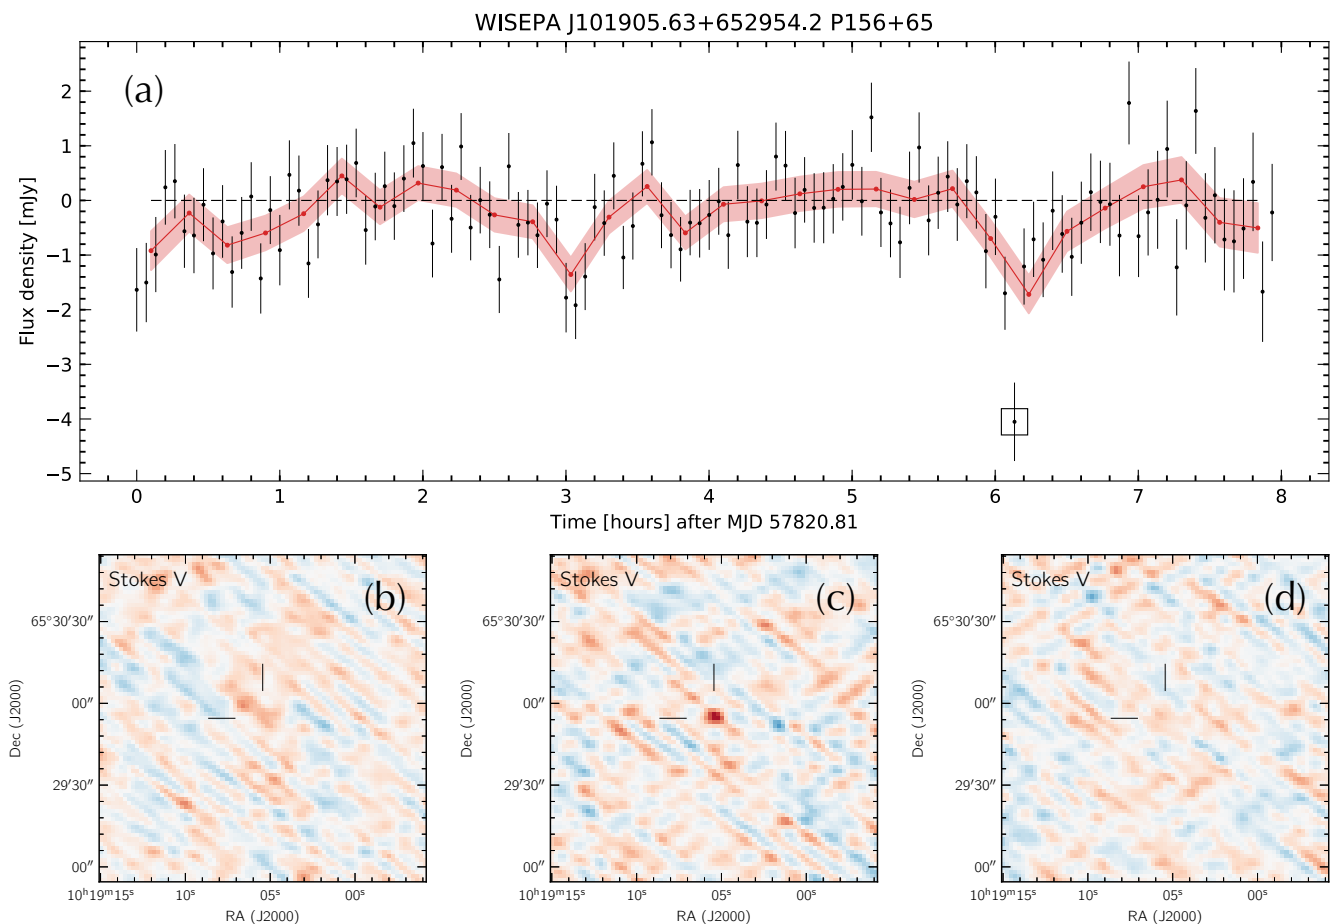 WISEPA J101905.63+652954.2 P156+65
(a)
Flux density [mJy]
2
1
0
−1
−2
−3
−4
−5
0 1 2 3 4 5 6 7 8
Time [hours] after MJD 57820.81
Stokes V (b)
Dec (J2000)
65°30′30″
00″
29′30″
00″
10ʰ19ᵐ15ˢ 10ˢ 05ˢ 00ˢ
RA (J2000)
Stokes V (c)
Dec (J2000)
65°30′30″
00″
29′30″
00″
10ʰ19ᵐ15ˢ 10ˢ 05ˢ 00ˢ
RA (J2000)
Stokes V (d)
Dec (J2000)
65°30′30″
00″
29′30″
00″
10ʰ19ᵐ15ˢ 10ˢ 05ˢ 00ˢ
RA (J2000)